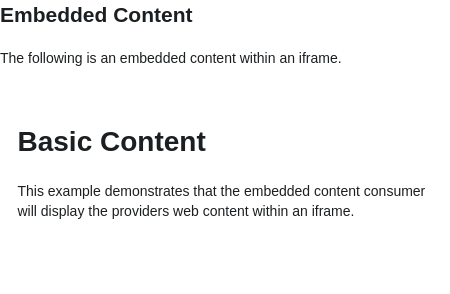 Embedded Content
The following is an embedded content within an iframe.
Basic Content
This example demonstrates that the embedded content consumer
will display the providers web content within an iframe.